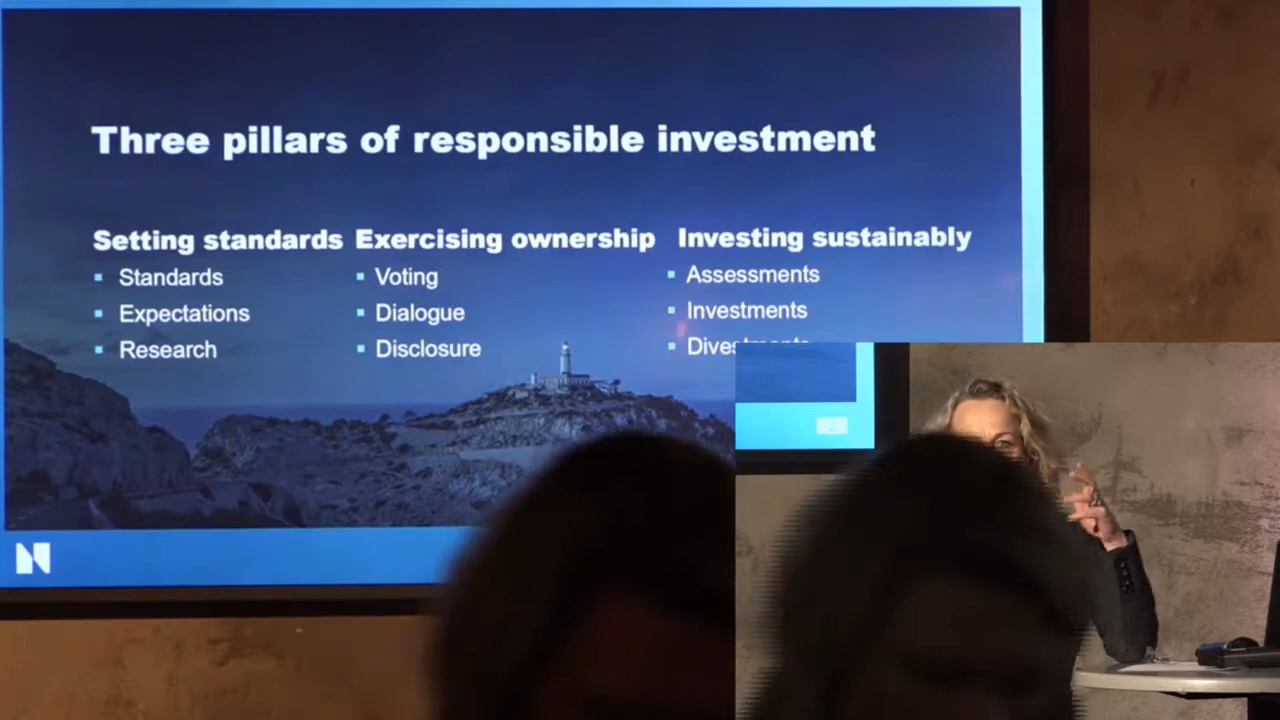 Three pillars of responsible investment
Setting standards
Standards
Expectations
Research
Exercising ownership
Voting
Dialogue
Disclosure
Investing sustainably
Assessments
Investments
N